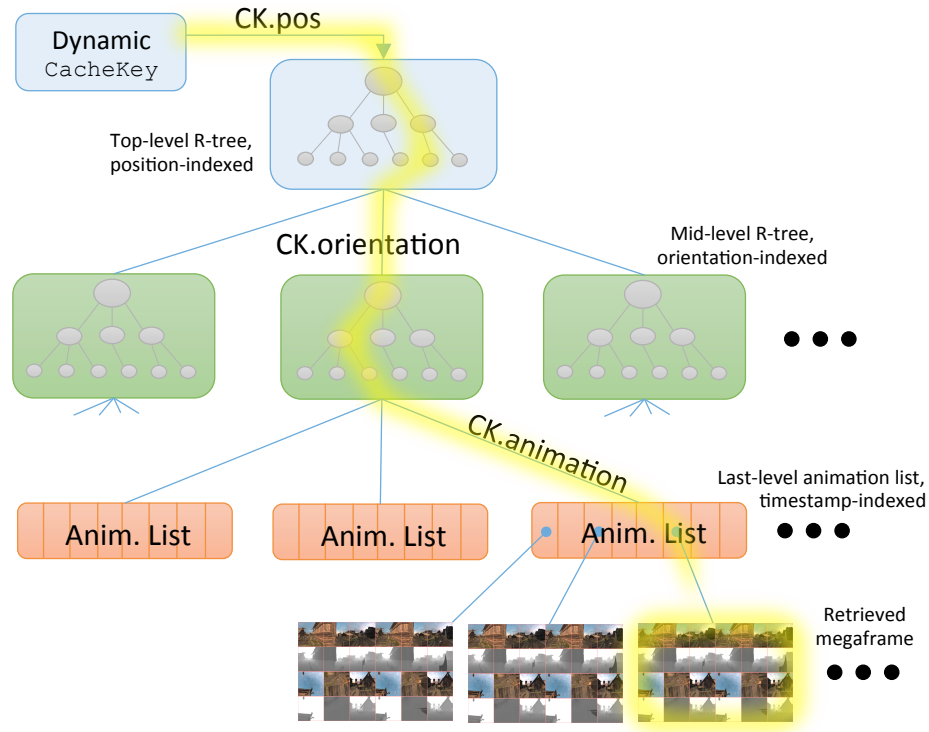 CK.pos
Dynamic
CacheKey
Top-level R-tree,
position-indexed
CK.orientation
Mid-level R-tree,
orientation-indexed
CK.animation
Last-level animation list,
timestamp-indexed
Anim. List
Anim. List
Anim. List
Retrieved
megaframe